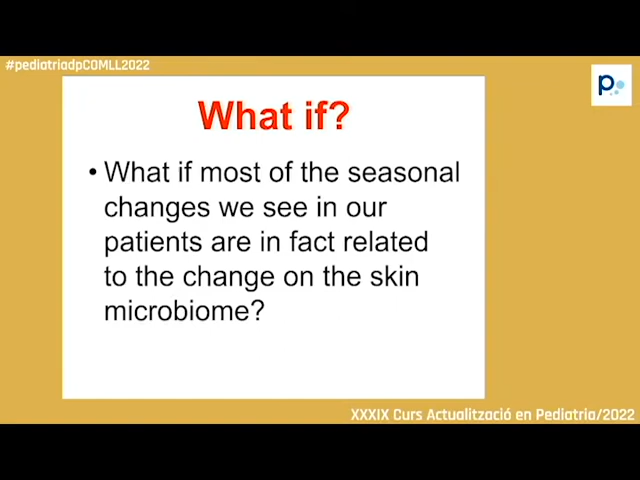 #pediatriadpCOMLL2022
p
What if?
• What if most of the seasonal
changes we see in our
patients are in fact related
to the change on the skin
microbiome?
XXXIX Curs Actualització en Pediatria/2022